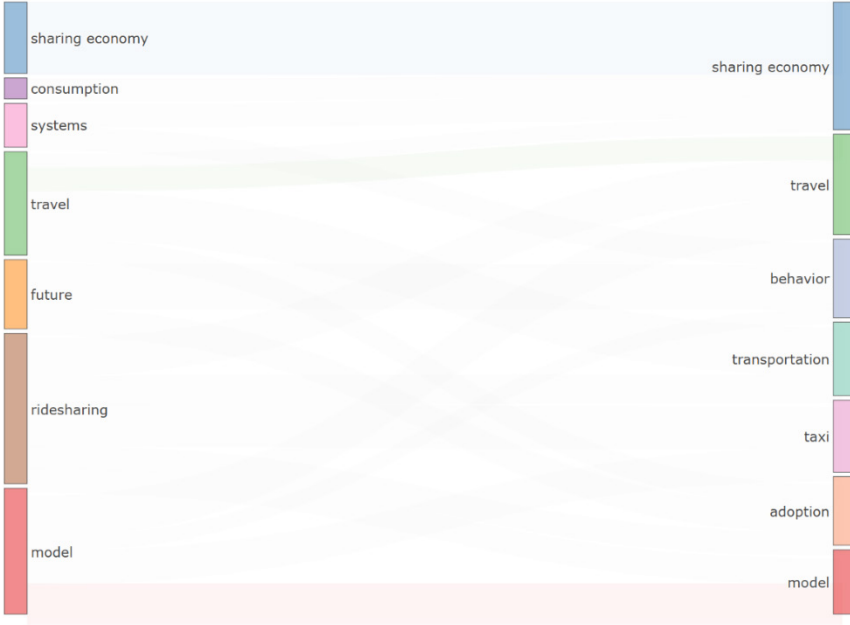 sharing economy
consumption
systems
travel
future
ridesharing
model
sharing economy
travel
behavior
transportation
taxi
adoption
model